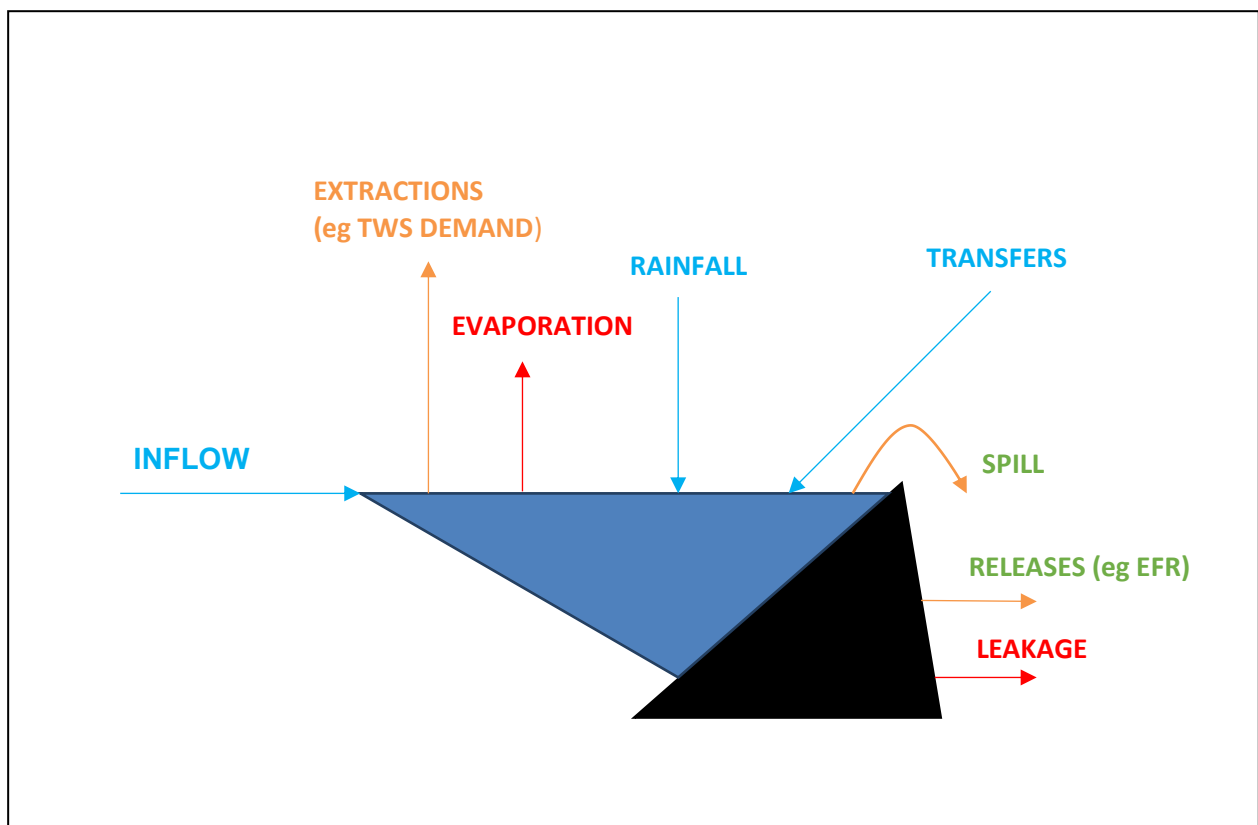 EXTRACTIONS
(eg TWS DEMAND)
RAINFALL
TRANSFERS
EVAPORATION
INFLOW
SPILL
RELEASES (eg EFR)
LEAKAGE